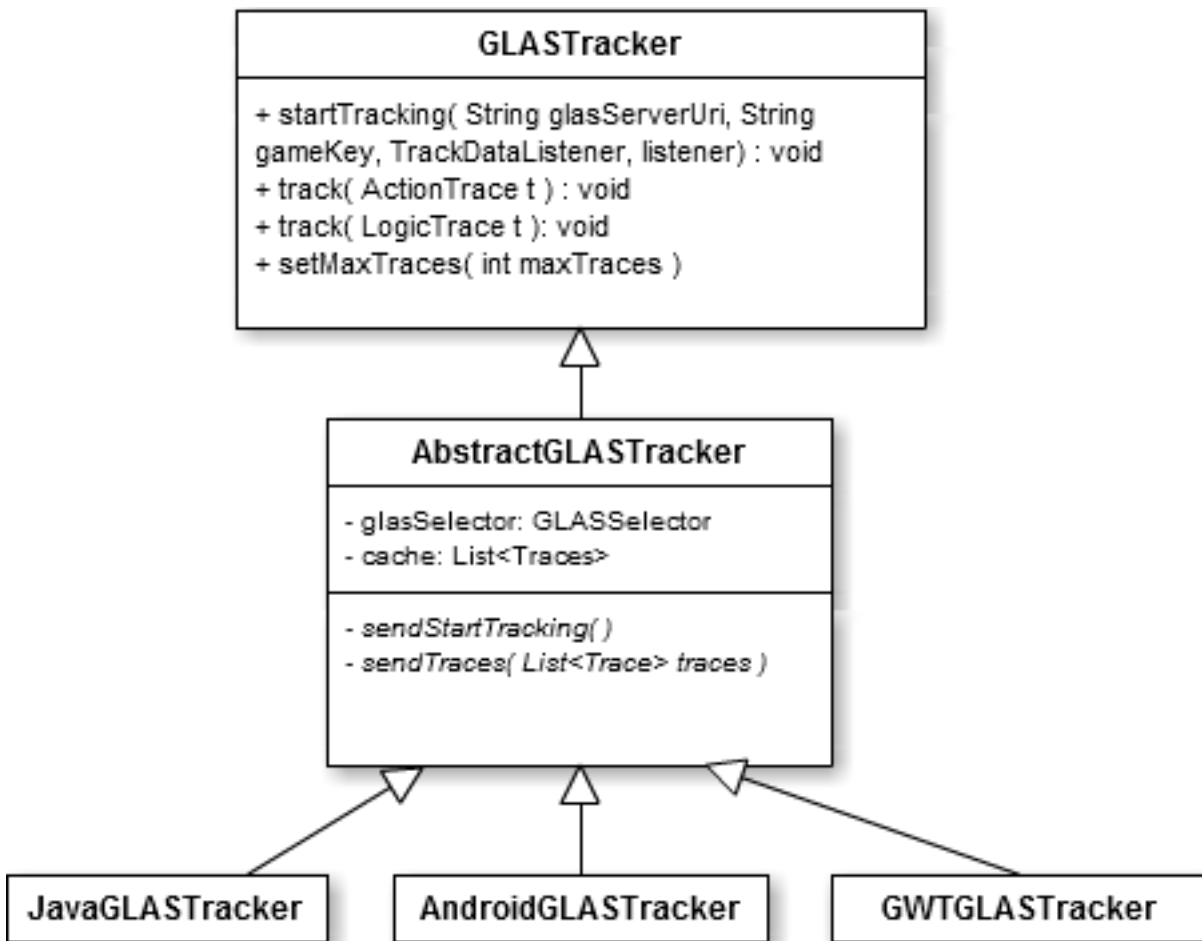 GLASTracker
+ startTracking( String glasServerUri, String
gameKey, TrackDataListener, listener) : void
+ track( ActionTrace t ) : void
+ track( LogicTrace t ): void
+ setMaxTraces( int maxTraces )
AbstractGLASTracker
- glasSelector: GLASSelector
- cache: List<Traces>
- sendStartTracking( )
- sendTraces( List<Trace> traces )
JavaGLASTracker
AndroidGLASTracker
GWTGLASTracker